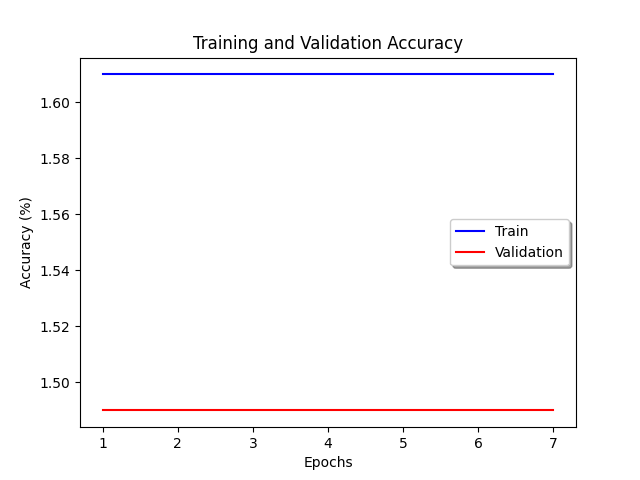 Training and Validation Accuracy
Accuracy (%)
1.60
1.58
1.56
1.54
1.52
1.50
Train
Validation
1 2 3 4 5 6 7
Epochs